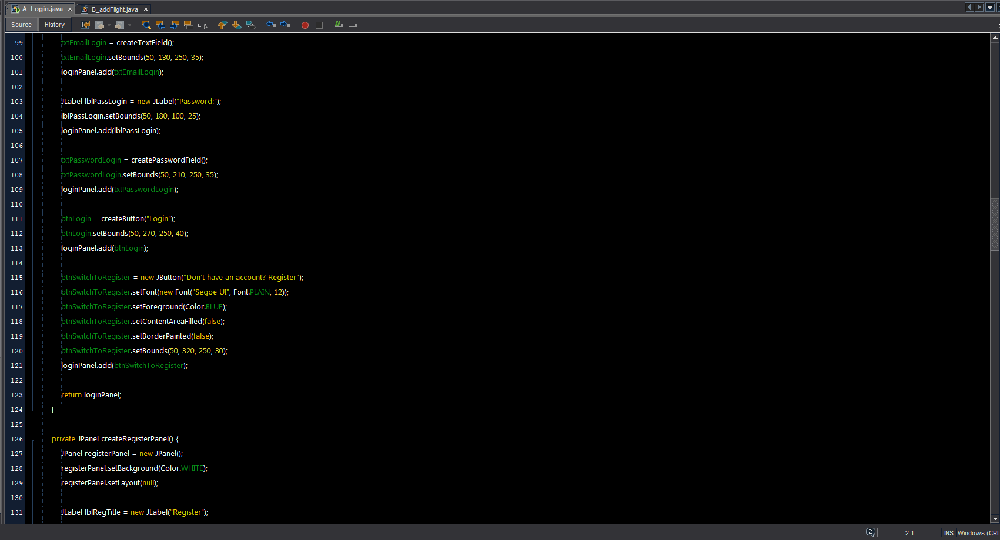 A_Login.java
B_addFlight.java
Source History
99 txtEmailLogin = createTextField();
100 txtEmailLogin.setBounds(50, 130, 250, 35);
101 loginPanel.add(txtEmailLogin);
102
103 JLabel lblPassLogin = new JLabel("Password:");
104 lblPassLogin.setBounds(50, 180, 100, 25);
105 loginPanel.add(lblPassLogin);
106
107 txtPasswordLogin = createPasswordField();
108 txtPasswordLogin.setBounds(50, 210, 250, 35);
109 loginPanel.add(txtPasswordLogin);
110
111 btnLogin = createButton("Login");
112 btnLogin.setBounds(50, 270, 250, 40);
113 loginPanel.add(btnLogin);
114
115 btnSwitchToRegister = new JButton("Don't have an account? Register");
116 btnSwitchToRegister.setFont(new Font("Segoe UI", Font.PLAIN, 12));
117 btnSwitchToRegister.setForeground(Color.BLUE);
118 btnSwitchToRegister.setContentAreaFilled(false);
119 btnSwitchToRegister.setBorderPainted(false);
120 btnSwitchToRegister.setBounds(50, 320, 250, 30);
121 loginPanel.add(btnSwitchToRegister);
122
123 return loginPanel;
124 }
125
126 private JPanel createRegisterPanel() {
127 JPanel registerPanel = new JPanel();
128 registerPanel.setBackground(Color.WHITE);
129 registerPanel.setLayout(null);
130
131 JLabel lblRegTitle = new JLabel("Register");
2 2:1 INS Windows (CRL